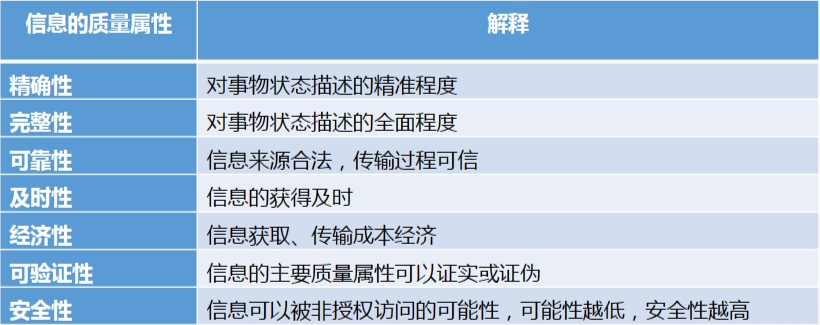 信息的质量属性 解释
精确性 对事物状态描述的精准程度
完整性 对事物状态描述的全面程度
可靠性 信息来源合法，传输过程可信
及时性 信息的获得及时
经济性 信息获取、传输成本经济
可验证性 信息的主要质量属性可以证实或证伪
安全性 信息可以被非授权访问的可能性，可能性越低，安全性越高